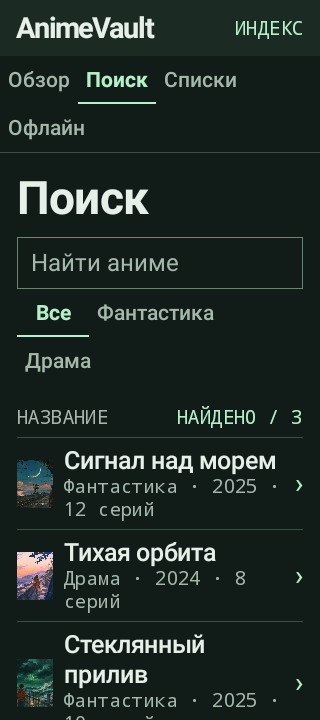 AnimeVault ИНДЕКС
Обзор Поиск Списки
Офлайн
Поиск
Найти аниме
Все Фантастика
Драма
НАЗВАНИЕ НАЙДЕНО / 3
Сигнал над морем
Фантастика · 2025 ·
12 серий
›
Тихая орбита
Драма · 2024 · 8
серий
›
Стеклянный
прилив
Фантастика · 2025 ·
›